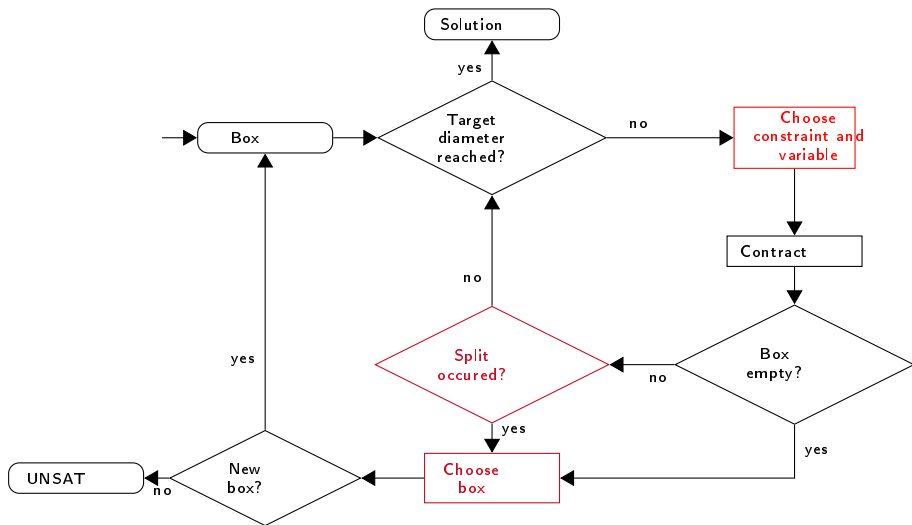 Solution
yes
Target
diameter
reached?
no
Choose
constraint and
variable
Box
Contract
no
Split
occured?
no
Box
empty?
yes
yes
yes
New
box?
Choose
box
UNSAT
no